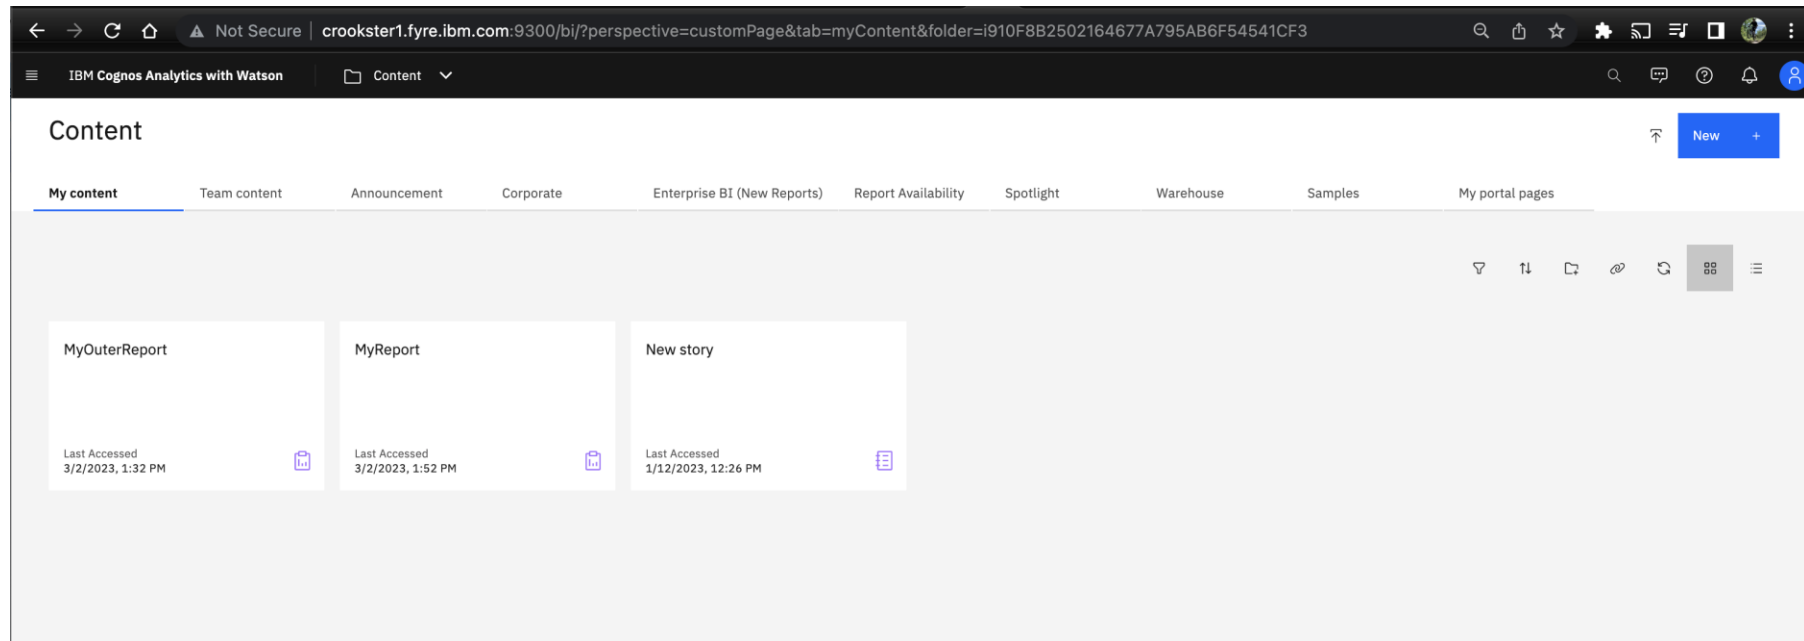 Not Secure | crookster1.fyre.ibm.com:9300/bi/?perspective=customPage&tab=myContent&folder=i910F8B2502164677A795AB6F54541CF3
IBM Cognos Analytics with Watson Content
Content
New +
My content Team content Announcement Corporate Enterprise BI (New Reports) Report Availability Spotlight Warehouse Samples My portal pages
MyOuterReport
Last Accessed
3/2/2023, 1:32 PM
MyReport
Last Accessed
3/2/2023, 1:52 PM
New story
Last Accessed
1/12/2023, 12:26 PM